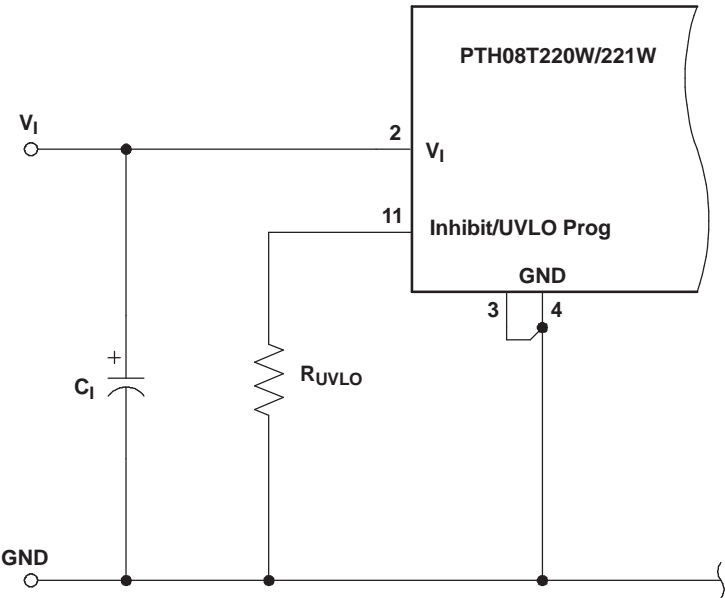 PTH08T220W/221W
VI
2
VI
11
Inhibit/UVLO Prog
GND
3
4
+
CI
RUVLO
GND